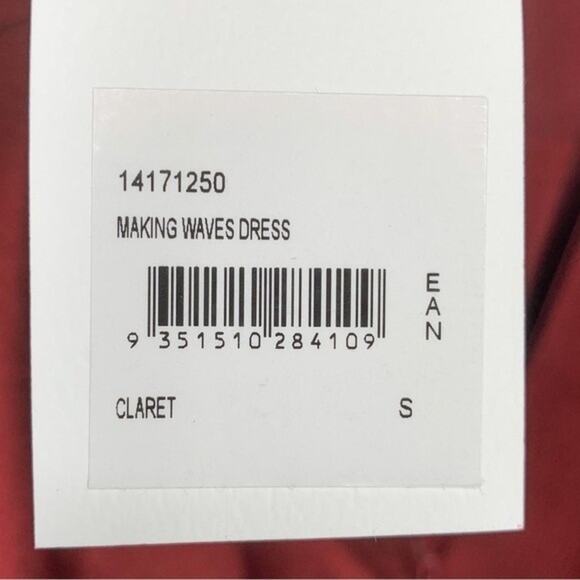 14171250
MAKING WAVES DRESS
9 351510 284109
EAN
CLARET S